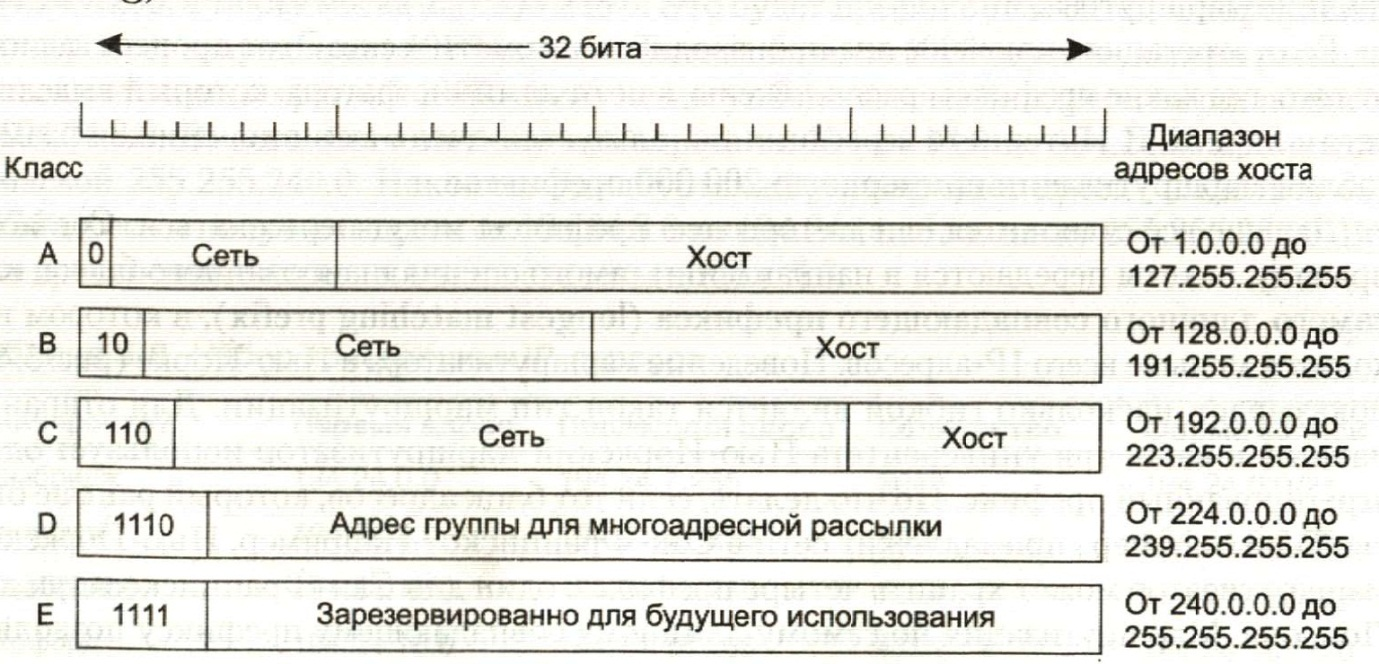 32 бита
Диапазон
адресов хоста
Класс
A 0 Сеть Хост От 1.0.0.0 до
127.255.255.255
B 10 Сеть Хост От 128.0.0.0 до
191.255.255.255
C 110 Сеть Хост От 192.0.0.0 до
223.255.255.255
D 1110 Адрес группы для многоадресной рассылки От 224.0.0.0 до
239.255.255.255
E 1111 Зарезервированно для будущего использования От 240.0.0.0 до
255.255.255.255